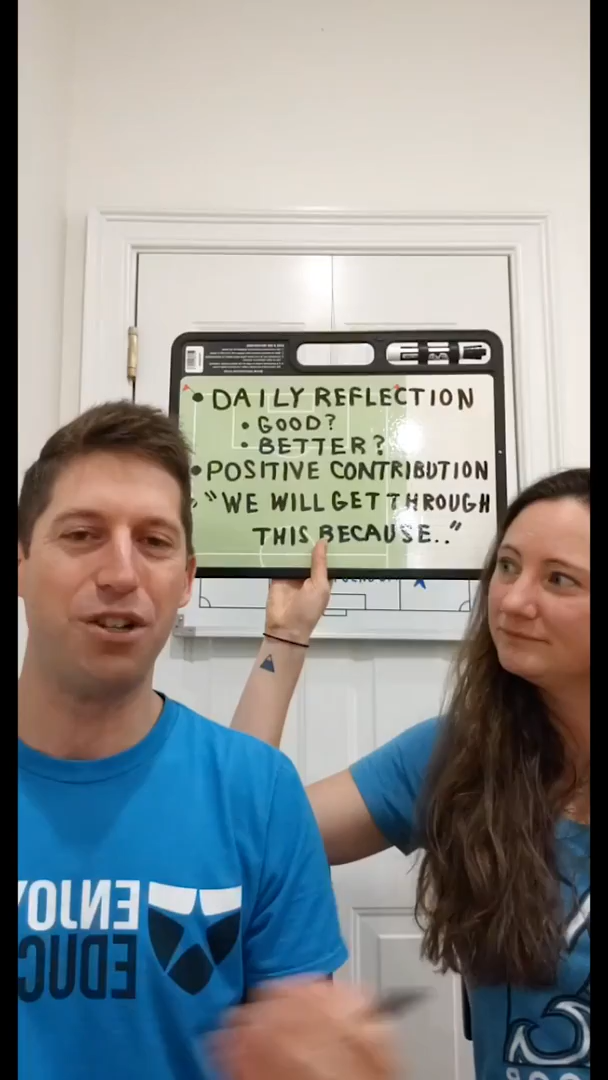 • DAILY REFLECTION
• GOOD?
• BETTER?
• POSITIVE CONTRIBUTION
• "WE WILL GET THROUGH
THIS BECAUSE.."
ENJOY
EDUC